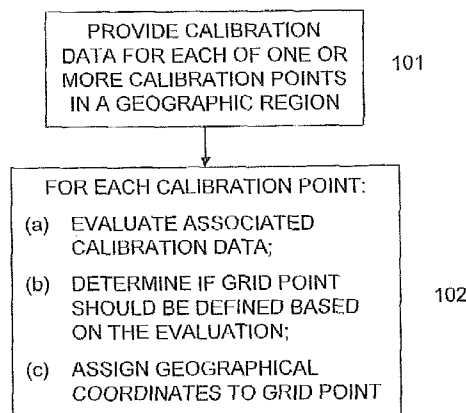 PROVIDE CALIBRATION
DATA FOR EACH OF ONE OR
MORE CALIBRATION POINTS
IN A GEOGRAPHIC REGION
101
FOR EACH CALIBRATION POINT:
(a) EVALUATE ASSOCIATED
CALIBRATION DATA;
(b) DETERMINE IF GRID POINT
SHOULD BE DEFINED BASED
ON THE EVALUATION;
(c) ASSIGN GEOGRAPHICAL
COORDINATES TO GRID POINT
102